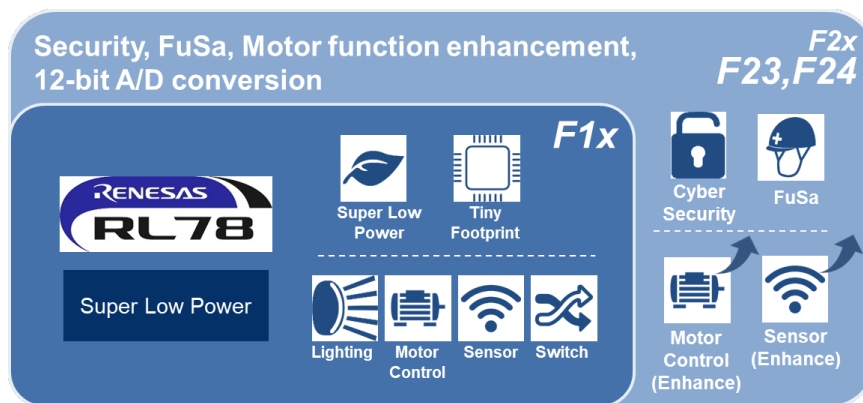 Security, FuSa, Motor function enhancement,
12-bit A/D conversion
F2x
F23,F24
F1x
RENESAS
RL78
Super Low Power
Super Low
Power
Tiny
Footprint
Lighting
Motor
Control
Sensor
Switch
Cyber
Security
FuSa
Motor
Control
(Enhance)
Sensor
(Enhance)